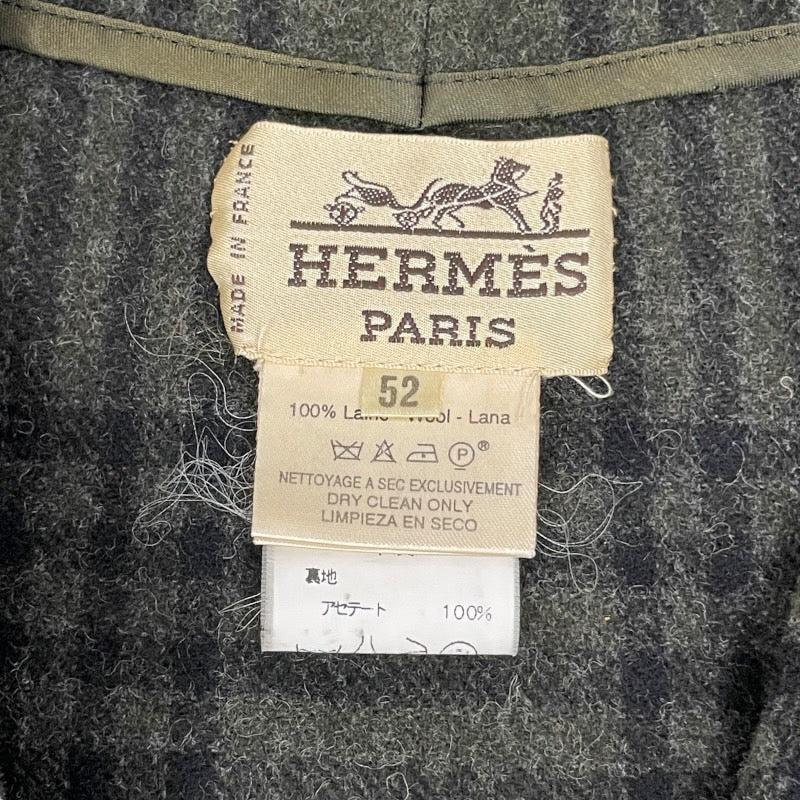 MADE IN FRANCE
HERMÈS
PARIS
52
100% Laine - Wool - Lana
P ®
NETTOYAGE A SEC EXCLUSIVEMENT
DRY CLEAN ONLY
LIMPIEZA EN SECO
裏地
アセテート 100%